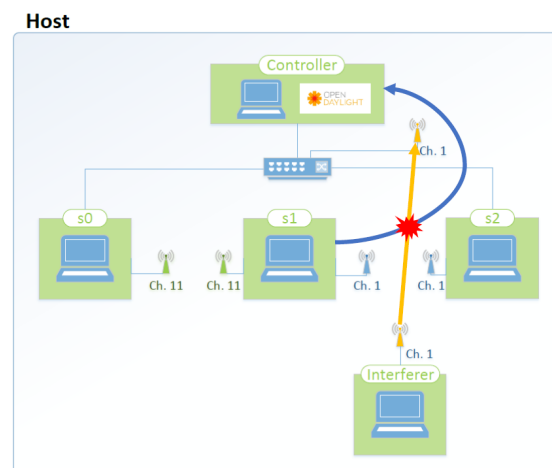 Host
Controller
OPEN
DAYLIGHT
Ch. 1
s0
s1
s2
Ch. 11
Ch. 11
Ch. 1
Ch. 1
Ch. 1
Interferer